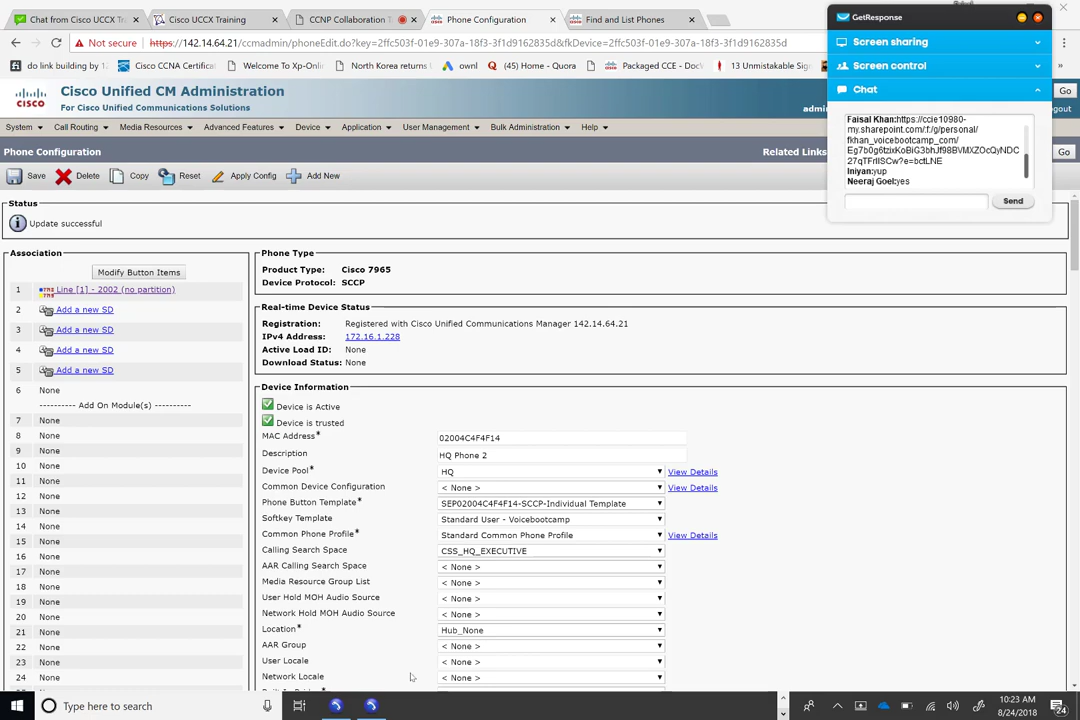 Chat from Cisco UCCX Training
Cisco UCCX Training
CCNP Collaboration T
Phone Configuration
Find and List Phones
Not secure
https://142.14.64.21/ccmadmin/phoneEdit.do?key=2ffc503f-01e9-307a-18f3-3f1l9162835d&fkDevice=2ffc503f-01e9-307a-18f3-3f1l9162835d
do link building by 12
Cisco CCNA Certificat
Welcome To Xp-Onli
North Korea returns
ownl
(45) Home - Quora
Packaged CCE - Doc
13 Unmistakable Sign
CISCO
Cisco Unified CM Administration
For Cisco Unified Communications Solutions
Go
admin
ogout
System
Call Routing
Media Resources
Advanced Features
Device
Application
User Management
Bulk Administration
Help
Phone Configuration
Related Links
Go
Save
Delete
Copy
Reset
Apply Config
Add New
Status
Update successful
Association
Modify Button Items
1 Line [1] - 2002 (no partition)
2 Add a new SD
3 Add a new SD
4 Add a new SD
5 Add a new SD
6 None
---------- Add On Module(s) ----------
7 None
8 None
9 None
10 None
11 None
12 None
13 None
14 None
15 None
16 None
17 None
18 None
19 None
20 None
21 None
22 None
23 None
24 None
Phone Type
Product Type: Cisco 7965
Device Protocol: SCCP
Real-time Device Status
Registration: Registered with Cisco Unified Communications Manager 142.14.64.21
IPv4 Address: 172.16.1.228
Active Load ID: None
Download Status: None
Device Information
Device is Active
Device is trusted
MAC Address* 02004C4F4F14
Description HQ Phone 2
Device Pool* HQ View Details
Common Device Configuration < None > View Details
Phone Button Template* SEP02004C4F4F14-SCCP-Individual Template
Softkey Template Standard User - Voicebootcamp
Common Phone Profile* Standard Common Phone Profile View Details
Calling Search Space CSS_HQ_EXECUTIVE
AAR Calling Search Space < None >
Media Resource Group List < None >
User Hold MOH Audio Source < None >
Network Hold MOH Audio Source < None >
Location* Hub_None
AAR Group < None >
User Locale < None >
Network Locale < None >
GetResponse
Screen sharing
Screen control
Chat
Faisal Khan:https://ccie10980-
my.sharepoint.com/:f:/g/personal/
fkhan_voicebootcamp_com/
Eg7b0g6tzixKoBiG3bhJf98BVMXZOcQyNDC
27qTFrIlSCw?e=bctLNE
Iniyan:yup
Neeraj Goel:yes
Send
Type here to search
10:23 AM
8/24/2018
24